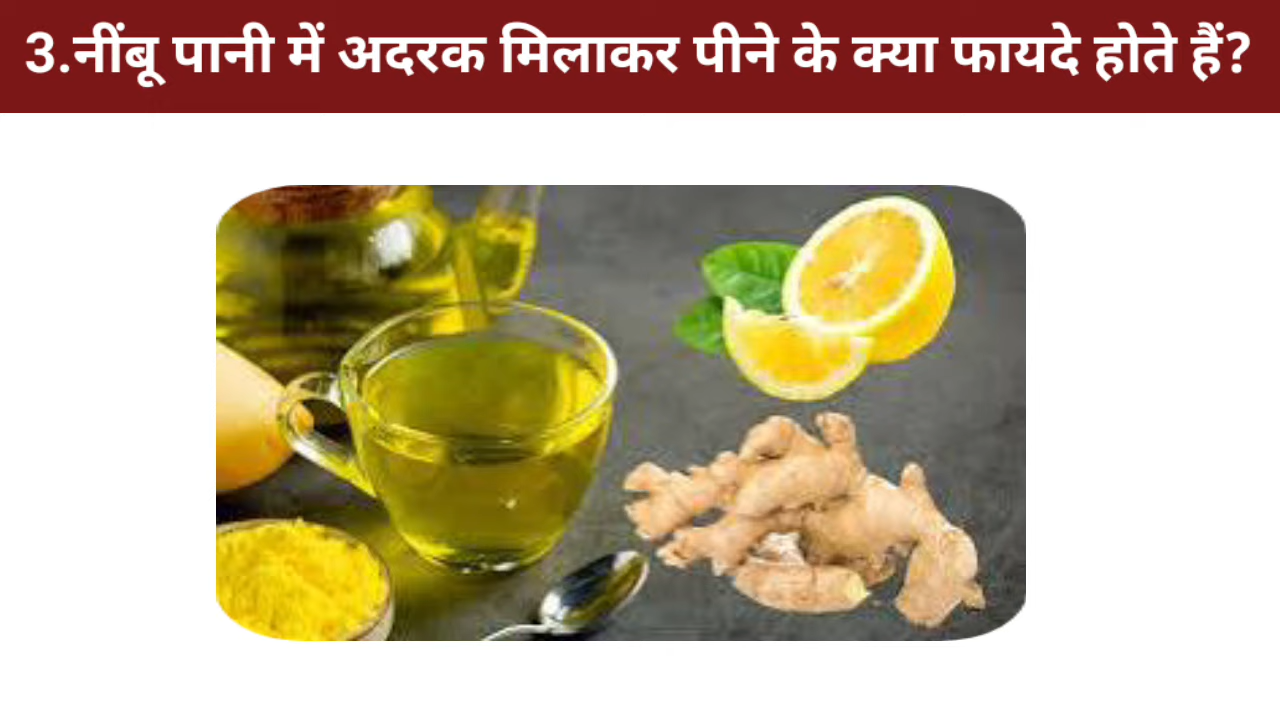 3.नींबू पानी में अदरक मिलाकर पीने के क्या फायदे होते हैं?